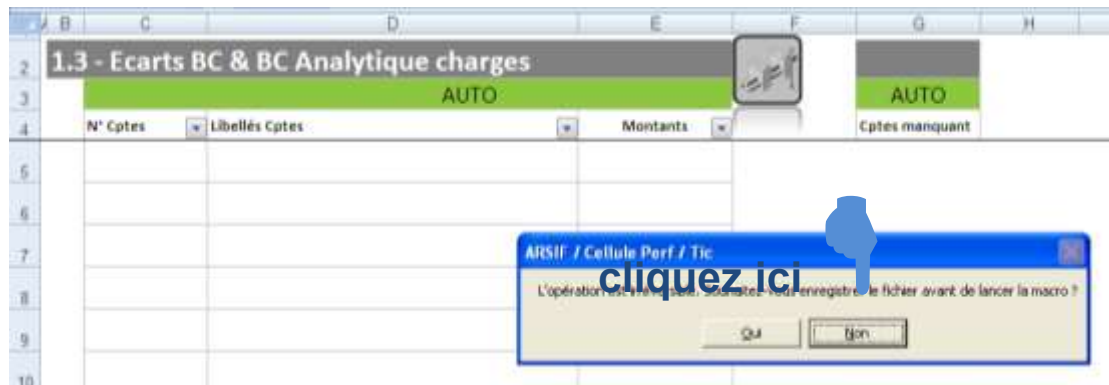 B C D E F G H
2 1.3 - Ecarts BC & BC Analytique charges
3 AUTO AUTO
4 N° Cptes Libellés Cptes Montants Cptes manquant
5
6
7
ARSIF / Cellule Perf / Tic
cliquez ici
L'opération est enregistrer le fichier avant de lancer la macro ?
8
Oui Non
9
10